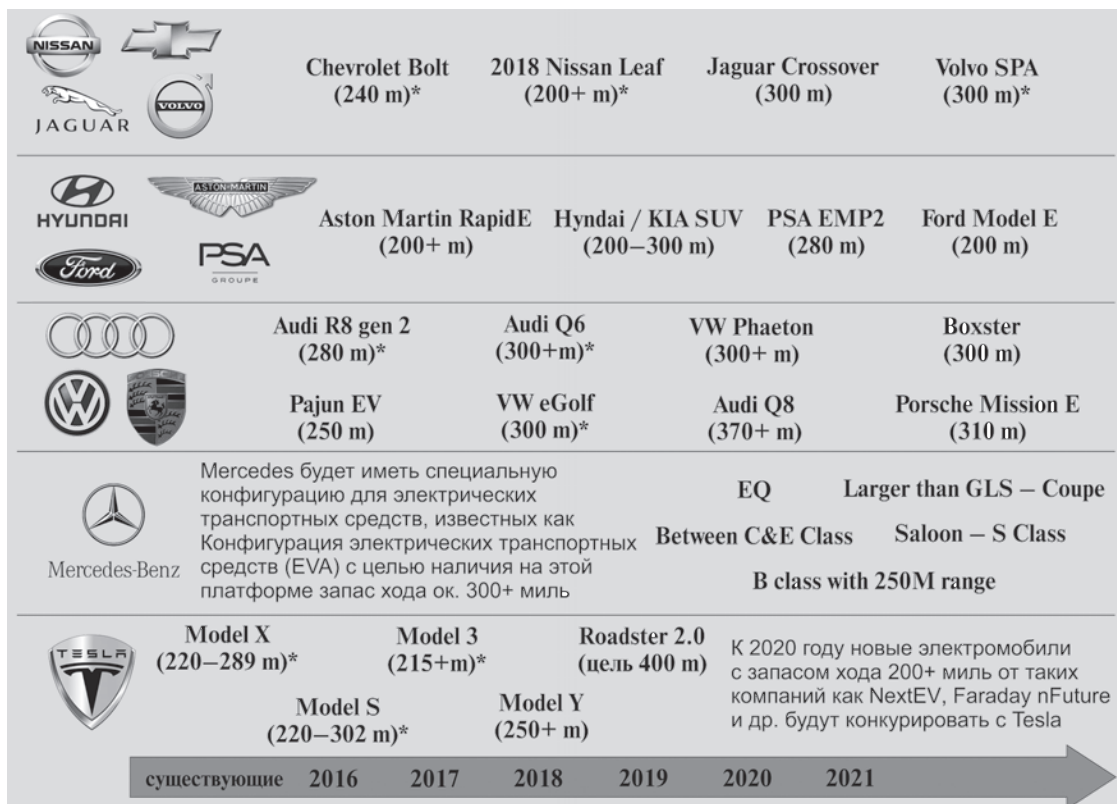 NISSAN
JAGUAR
VOLVO
Chevrolet Bolt
(240 m)*
2018 Nissan Leaf
(200+ m)*
Jaguar Crossover
(300 m)
Volvo SPA
(300 m)*
HYUNDAI
ASTON MARTIN
Ford
PSA
GROUPE
Aston Martin RapidE
(200+ m)
Hyndai / KIA SUV
(200–300 m)
PSA EMP2
(280 m)
Ford Model E
(200 m)
Audi R8 gen 2
(280 m)*
Audi Q6
(300+m)*
VW Phaeton
(300+ m)
Boxster
(300 m)
PORSCHE
Pajun EV
(250 m)
VW eGolf
(300 m)*
Audi Q8
(370+ m)
Porsche Mission E
(310 m)
Mercedes-Benz
Mercedes будет иметь специальную
конфигурацию для электрических
транспортных средств, известных как
Конфигурация электрических транспортных
средств (EVA) с целью наличия на этой
платформе запас хода ок. 300+ миль
EQ
Larger than GLS – Coupe
Between C&E Class
Saloon – S Class
B class with 250M range
TESLA
Model X
(220–289 m)*
Model 3
(215+m)*
Roadster 2.0
(цель 400 m)
Model S
(220–302 m)*
Model Y
(250+ m)
К 2020 году новые электромобили
с запасом хода 200+ миль от таких
компаний как NextEV, Faraday nFuture
и др. будут конкурировать с Tesla
существующие 2016 2017 2018 2019 2020 2021